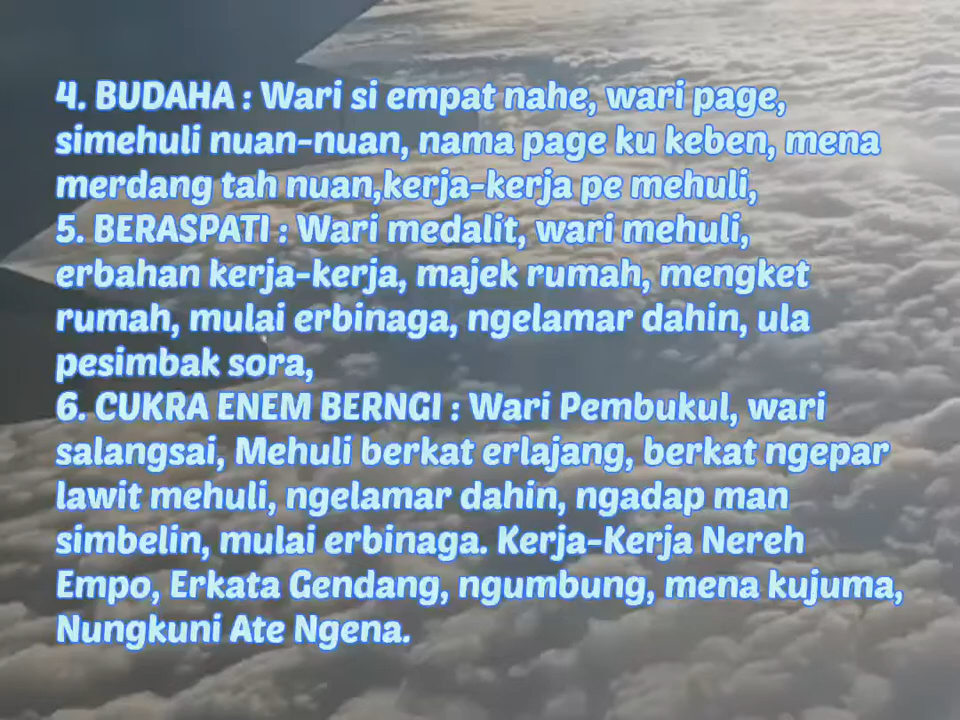 4. BUDAHA : Wari si empat nahe, wari page,
simehuli nuan-nuan, nama page ku keben, mena
merdang tah nuan,kerja-kerja pe mehuli,
5. BERASPATI : Wari medalit, wari mehuli,
erbahan kerja-kerja, majek rumah, mengket
rumah, mulai erbinaga, ngelamar dahin, ula
pesimbak sora,
6. CUKRA ENEM BERNGI : Wari Pembukul, wari
salangsai, Mehuli berkat erlajang, berkat ngepar
lawit mehuli, ngelamar dahin, ngadap man
simbelin, mulai erbinaga. Kerja-Kerja Nereh
Empo, Erkata Gendang, ngumbung, mena kujuma,
Nungkuni Ate Ngena.